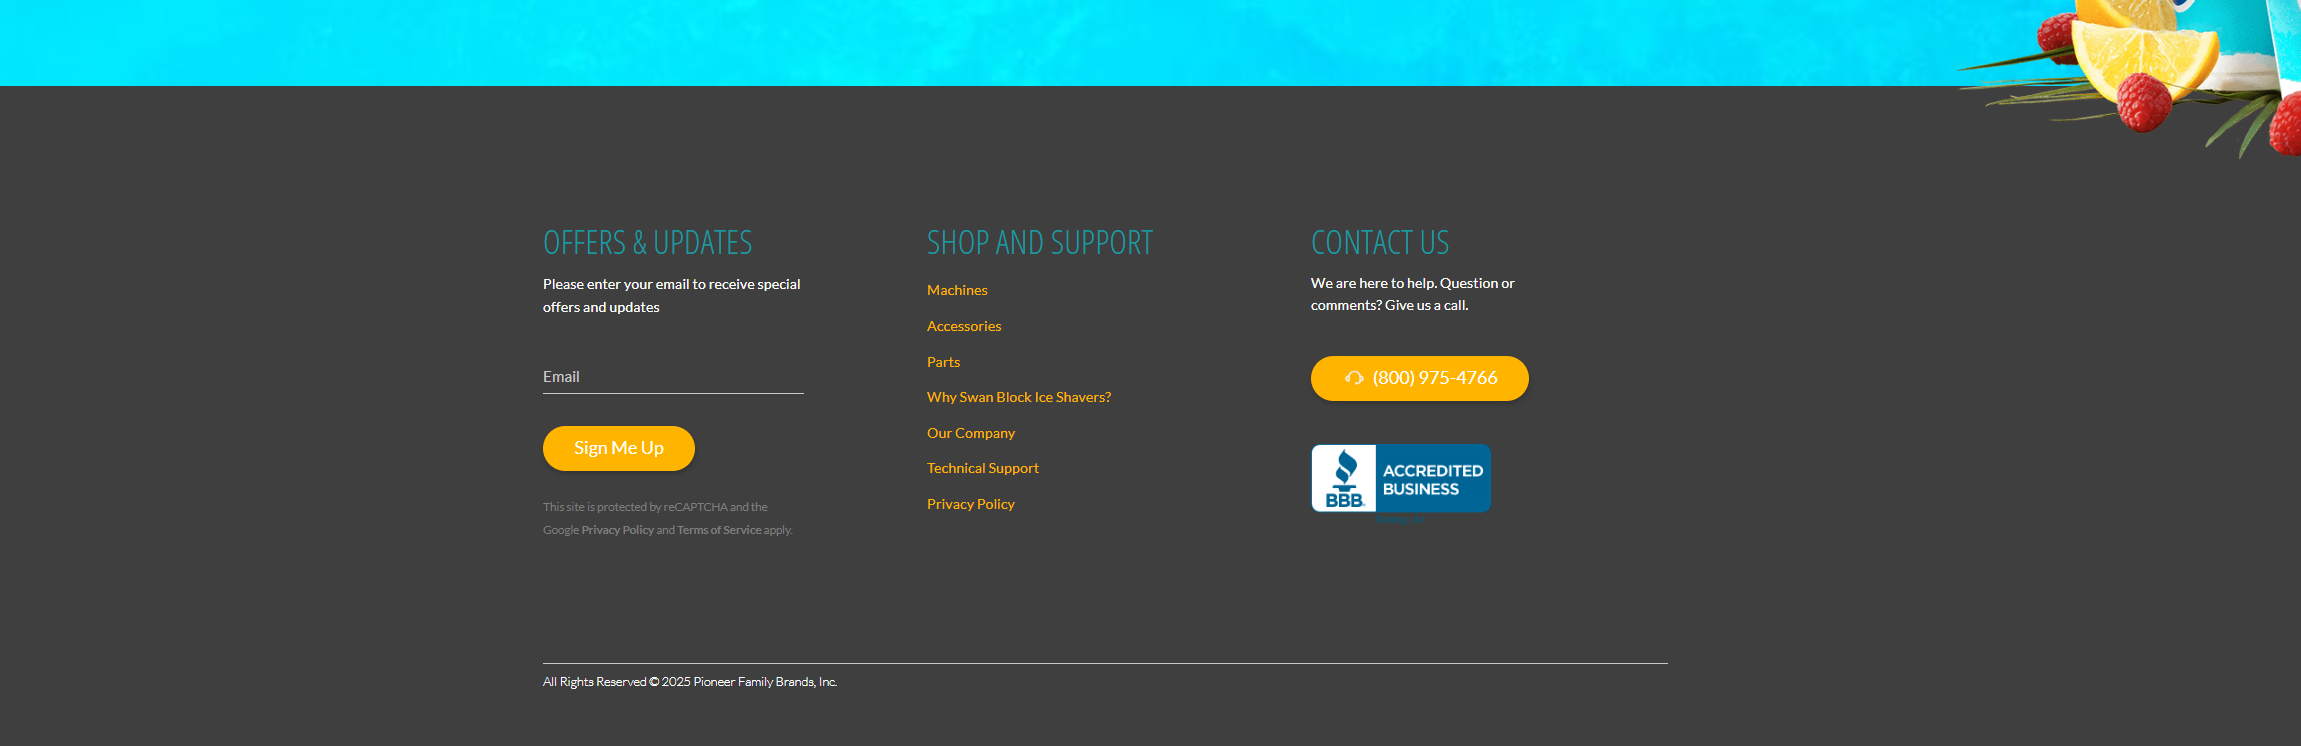 OFFERS & UPDATES
Please enter your email to receive special
offers and updates
Email
Sign Me Up
This site is protected by reCAPTCHA and the
Google Privacy Policy and Terms of Service apply.
SHOP AND SUPPORT
Machines
Accessories
Parts
Why Swan Block Ice Shavers?
Our Company
Technical Support
Privacy Policy
CONTACT US
We are here to help. Question or
comments? Give us a call.
(800) 975-4766
BBB.
ACCREDITED
BUSINESS
All Rights Reserved © 2025 Pioneer Family Brands, Inc.